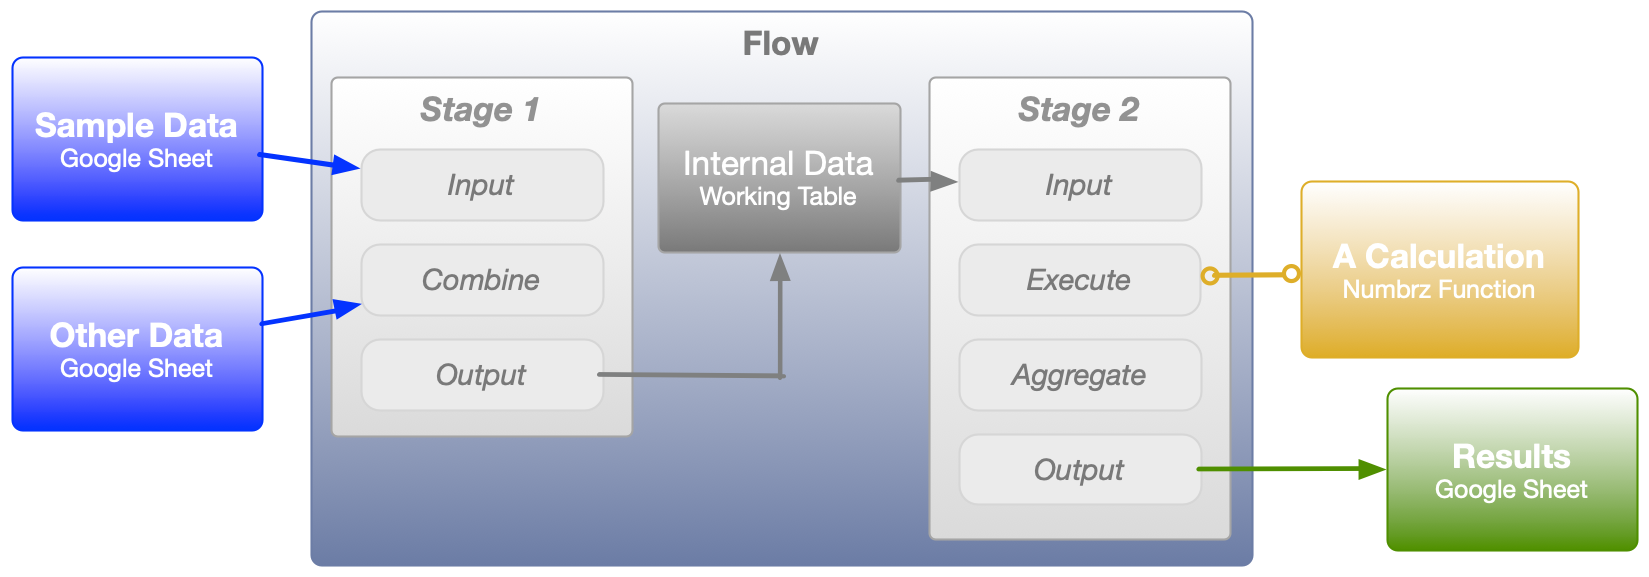 Flow
Sample Data
Google Sheet
Other Data
Google Sheet
Stage 1
Input
Combine
Output
Internal Data
Working Table
Stage 2
Input
Execute
Aggregate
Output
A Calculation
Numbrz Function
Results
Google Sheet